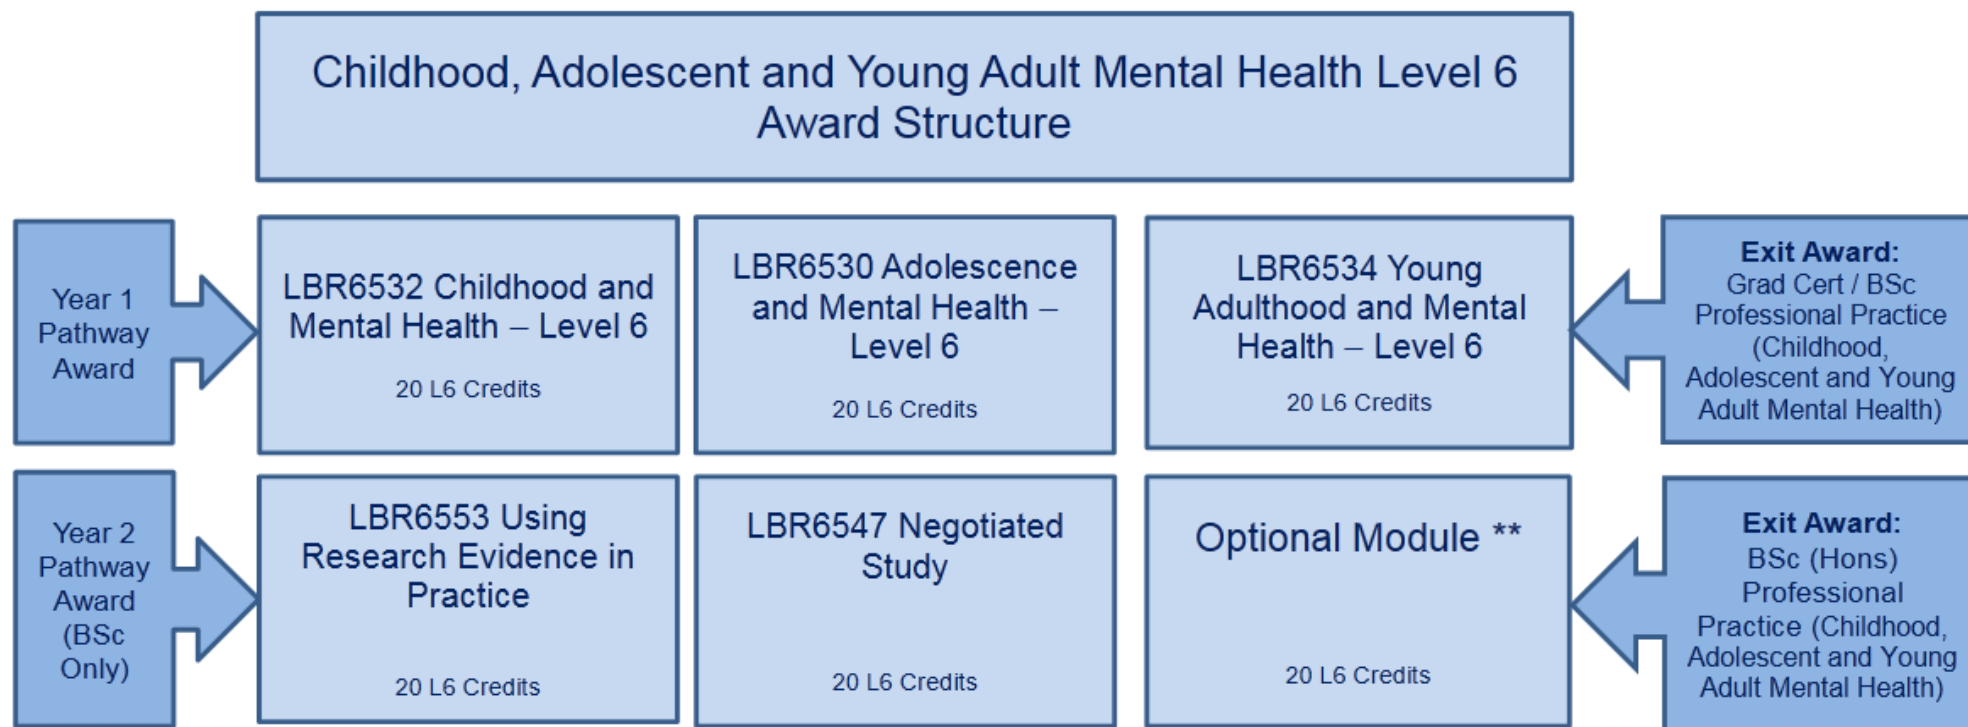 Childhood, Adolescent and Young Adult Mental Health Level 6
Award Structure
Year 1
Pathway
Award
LBR6532 Childhood and
Mental Health – Level 6
20 L6 Credits
LBR6530 Adolescence
and Mental Health –
Level 6
20 L6 Credits
LBR6534 Young
Adulthood and Mental
Health – Level 6
20 L6 Credits
Exit Award:
Grad Cert / BSc
Professional Practice
(Childhood,
Adolescent and Young
Adult Mental Health)
Year 2
Pathway
Award
(BSc
Only)
LBR6553 Using
Research Evidence in
Practice
20 L6 Credits
LBR6547 Negotiated
Study
20 L6 Credits
Optional Module **
20 L6 Credits
Exit Award:
BSc (Hons)
Professional
Practice (Childhood,
Adolescent and Young
Adult Mental Health)